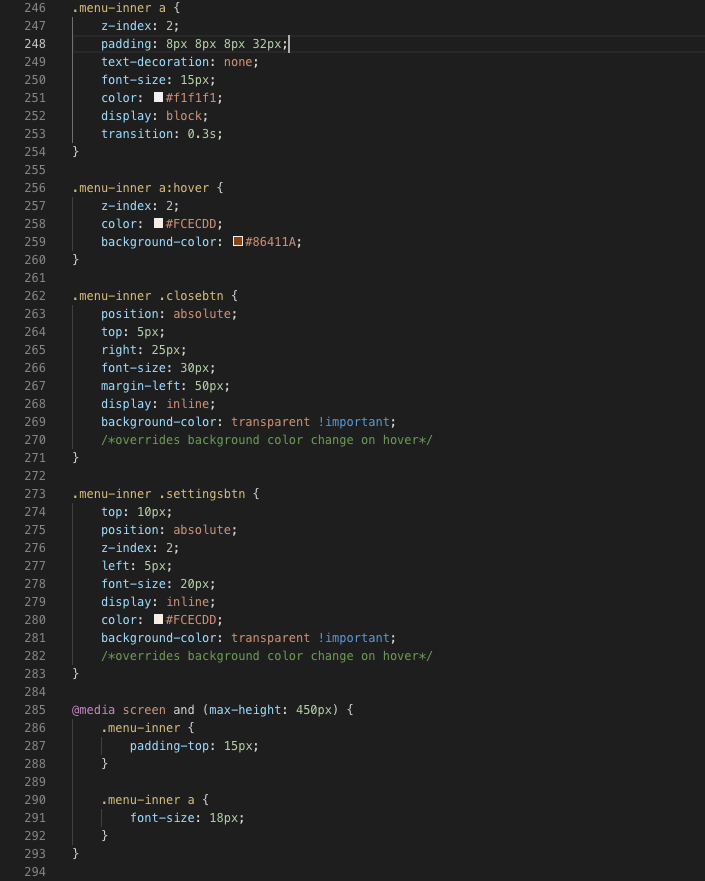 246 .menu-inner a {
247     z-index: 2;
248     padding: 8px 8px 8px 32px;
249     text-decoration: none;
250     font-size: 15px;
251     color: #f1f1f1;
252     display: block;
253     transition: 0.3s;
254 }
255
256 .menu-inner a:hover {
257     z-index: 2;
258     color: #FCECDD;
259     background-color: #86411A;
260 }
261
262 .menu-inner .closebtn {
263     position: absolute;
264     top: 5px;
265     right: 25px;
266     font-size: 30px;
267     margin-left: 50px;
268     display: inline;
269     background-color: transparent !important;
270     /*overrides background color change on hover*/
271 }
272
273 .menu-inner .settingsbtn {
274     top: 10px;
275     position: absolute;
276     z-index: 2;
277     left: 5px;
278     font-size: 20px;
279     display: inline;
280     color: #FCECDD;
281     background-color: transparent !important;
282     /*overrides background color change on hover*/
283 }
284
285 @media screen and (max-height: 450px) {
286     .menu-inner {
287         padding-top: 15px;
288     }
289
290     .menu-inner a {
291         font-size: 18px;
292     }
293 }
294